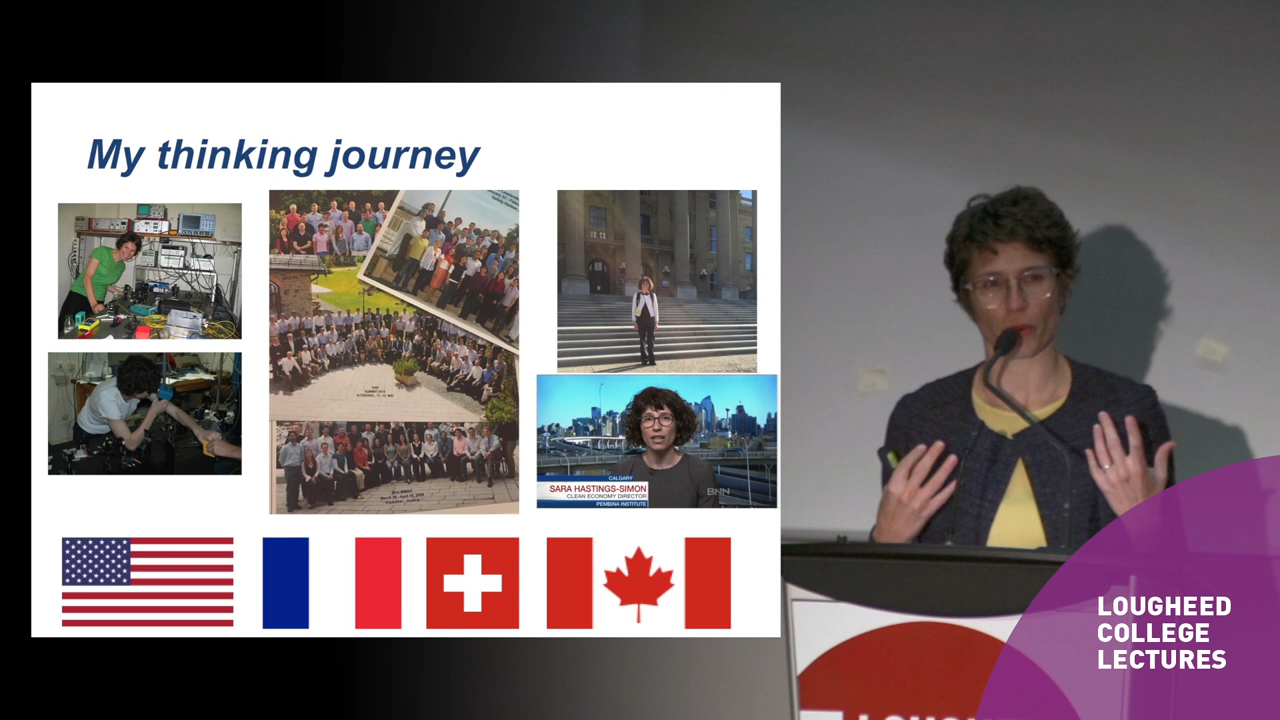 My thinking journey
CALGARY
SARA HASTINGS-SIMON
CLEAN ECONOMY DIRECTOR
PEMBINA INSTITUTE
BNN
LOUGHEED
COLLEGE
LECTURES